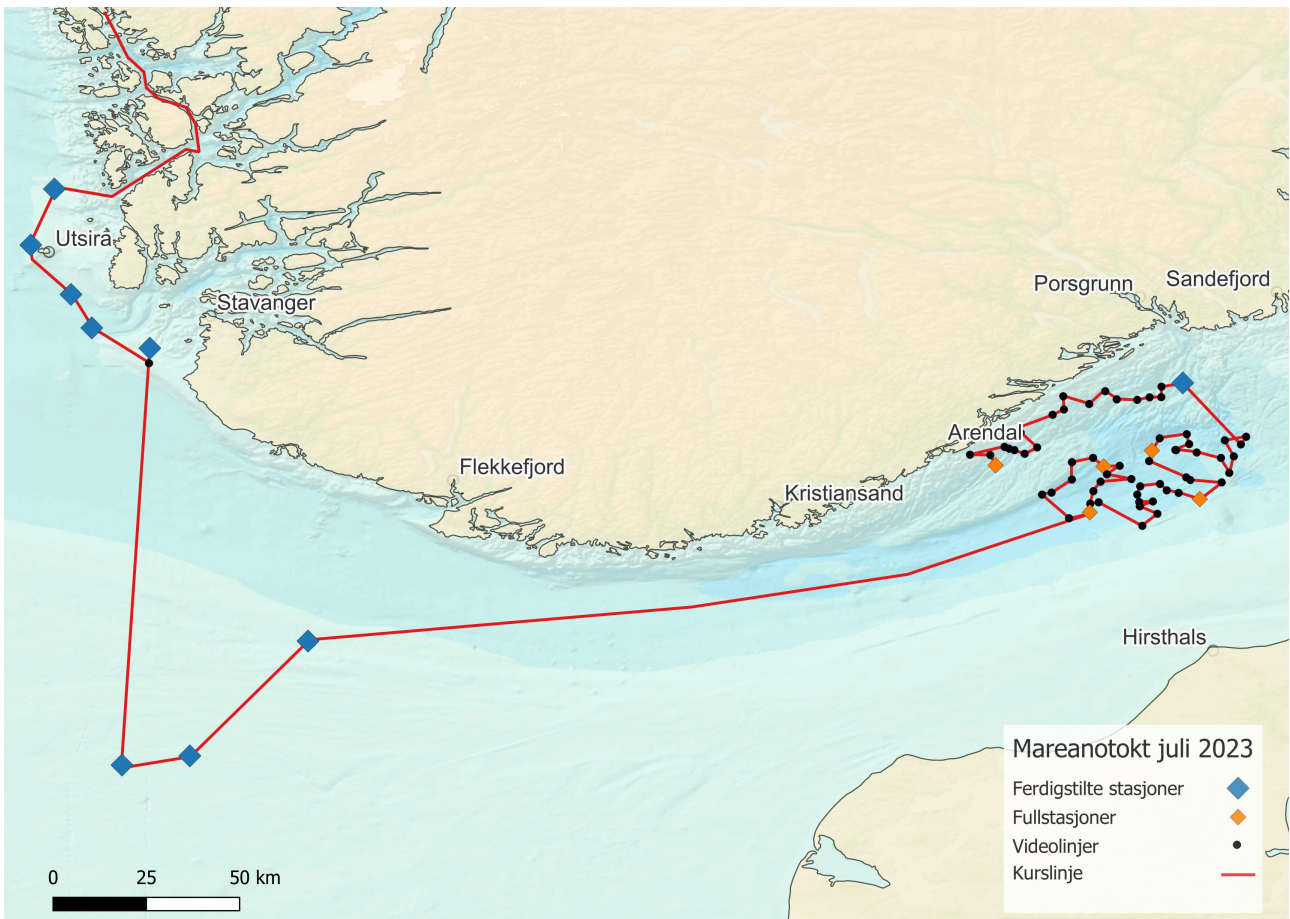 Utsira
Stavanger
Porsgrunn
Sandefjord
Arendal
Flekkefjord
Kristiansand
Hirsthals
Mareanotokt juli 2023
Ferdigstilte stasjoner
Fullstasjoner
Videolinjer
Kurslinje
0 25 50 km